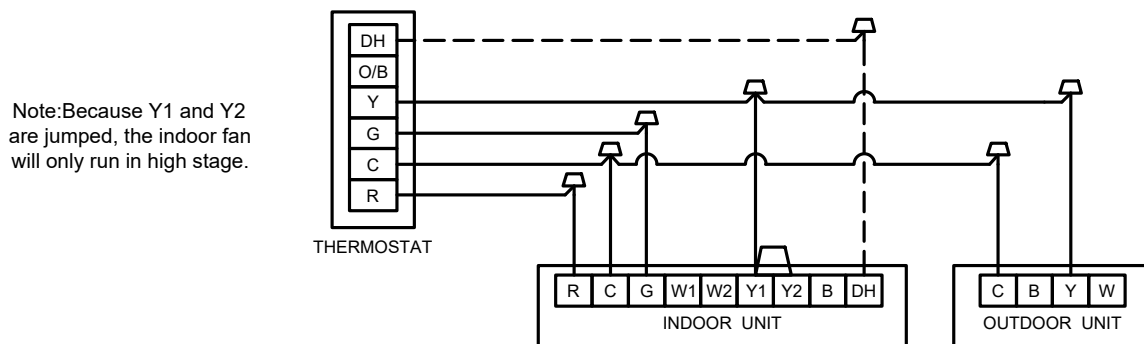 Note:Because Y1 and Y2
are jumped, the indoor fan
will only run in high stage.
DH
O/B
Y
G
C
R
THERMOSTAT
R C G W1 W2 Y1 Y2 B DH
INDOOR UNIT
C B Y W
OUTDOOR UNIT